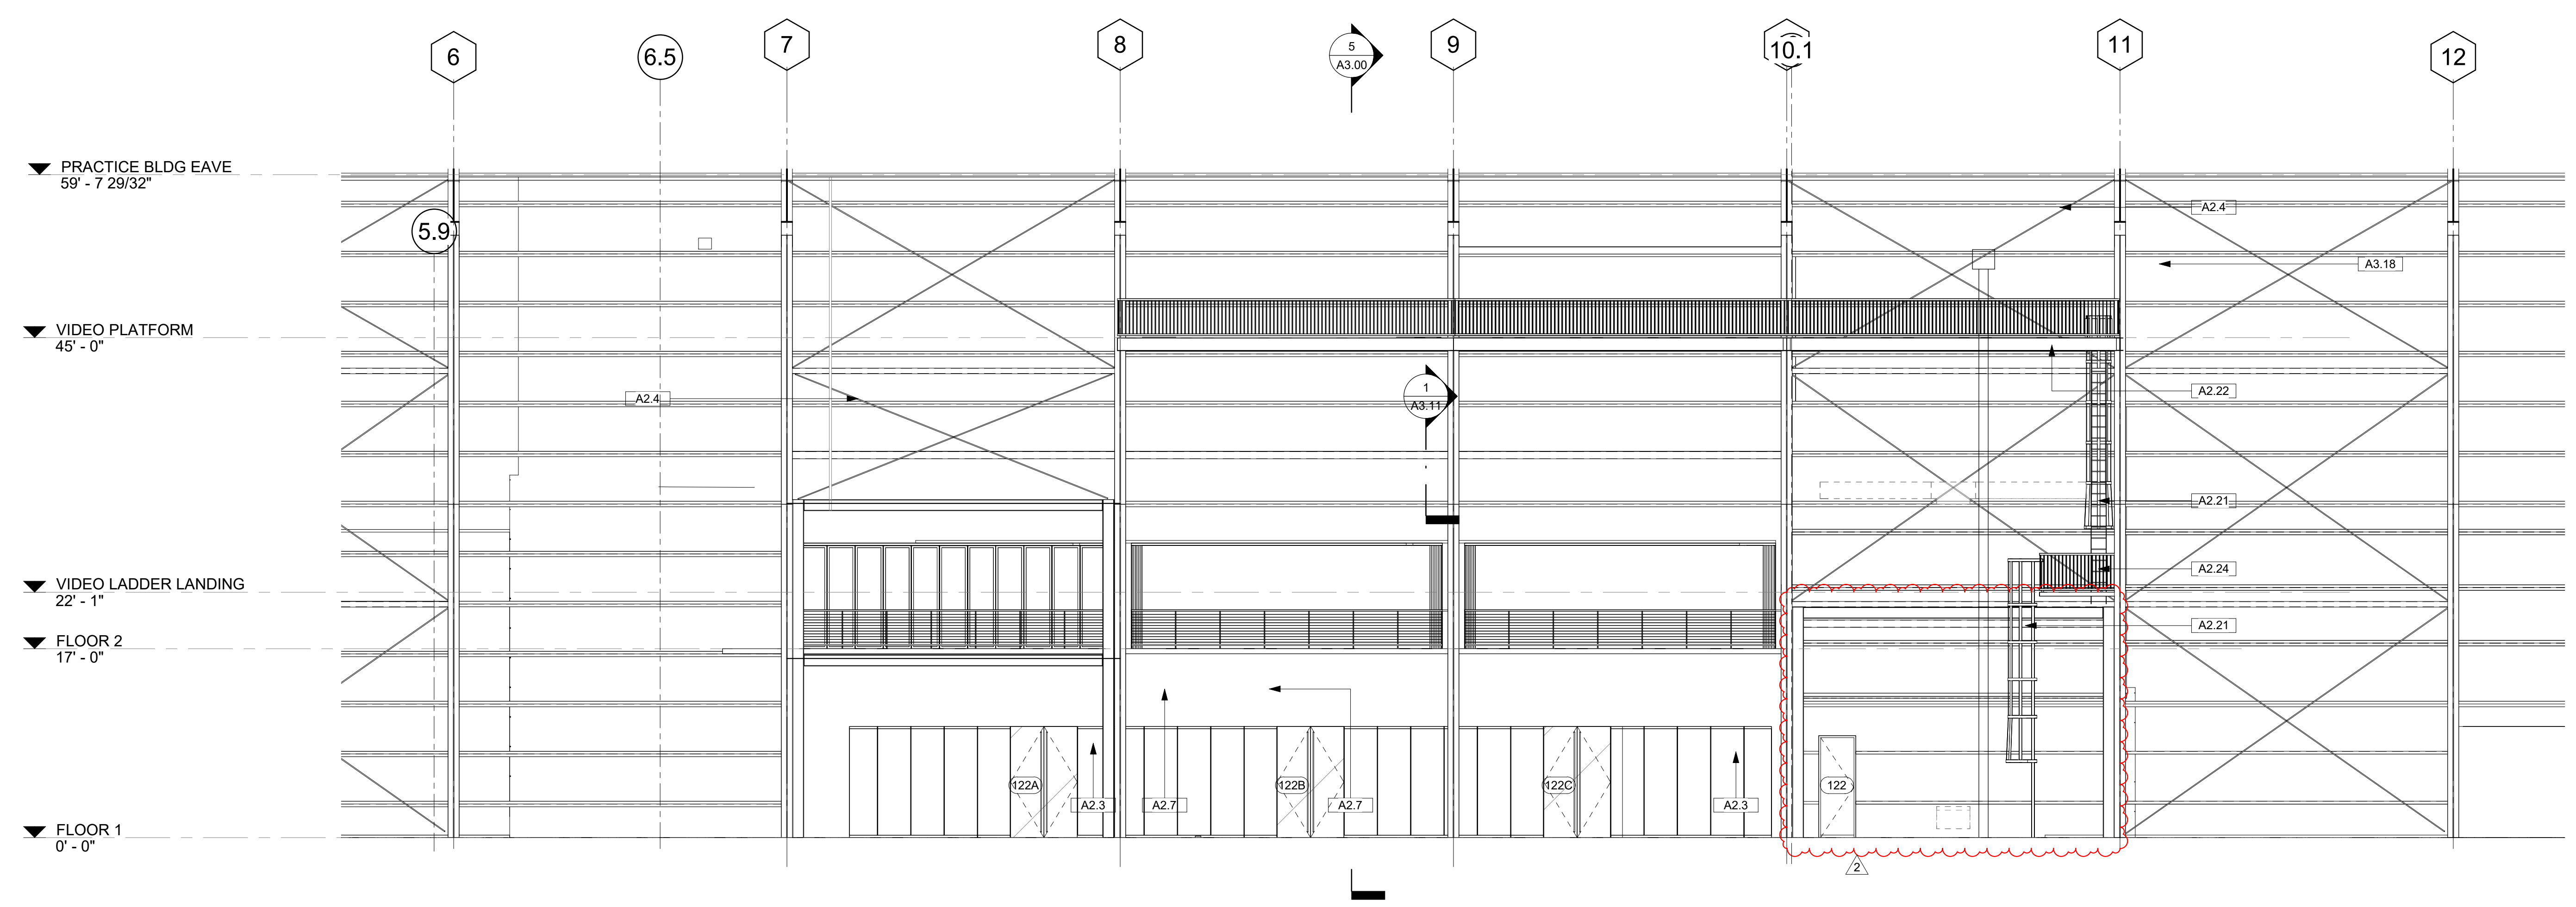 6
6.5
7
8
5
A3.00
9
10.1
11
12
PRACTICE BLDG EAVE
59' - 7 29/32"
A2.4
5.9
A3.18
VIDEO PLATFORM
45' - 0"
A2.4
1
A3.11
A2.22
A2.21
A2.24
VIDEO LADDER LANDING
22' - 1"
A2.21
FLOOR 2
17' - 0"
122A
122B
122C
122
A2.3
A2.7
A2.7
A2.3
FLOOR 1
0' - 0"
2